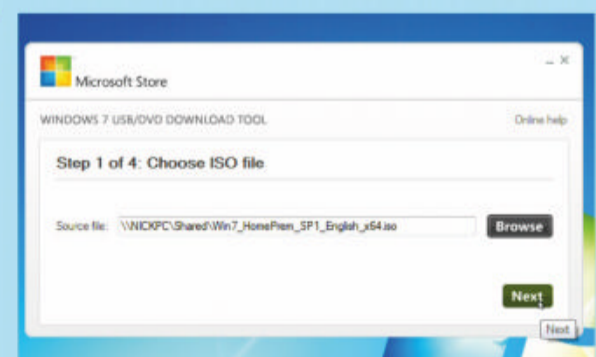 Microsoft Store
WINDOWS 7 USB/DVD DOWNLOAD TOOL
Online help
Step 1 of 4: Choose ISO file
Source file: \\NICKPC\Shared\Win7_HomePrem_SP1_English_x64.iso
Browse
Next
Next